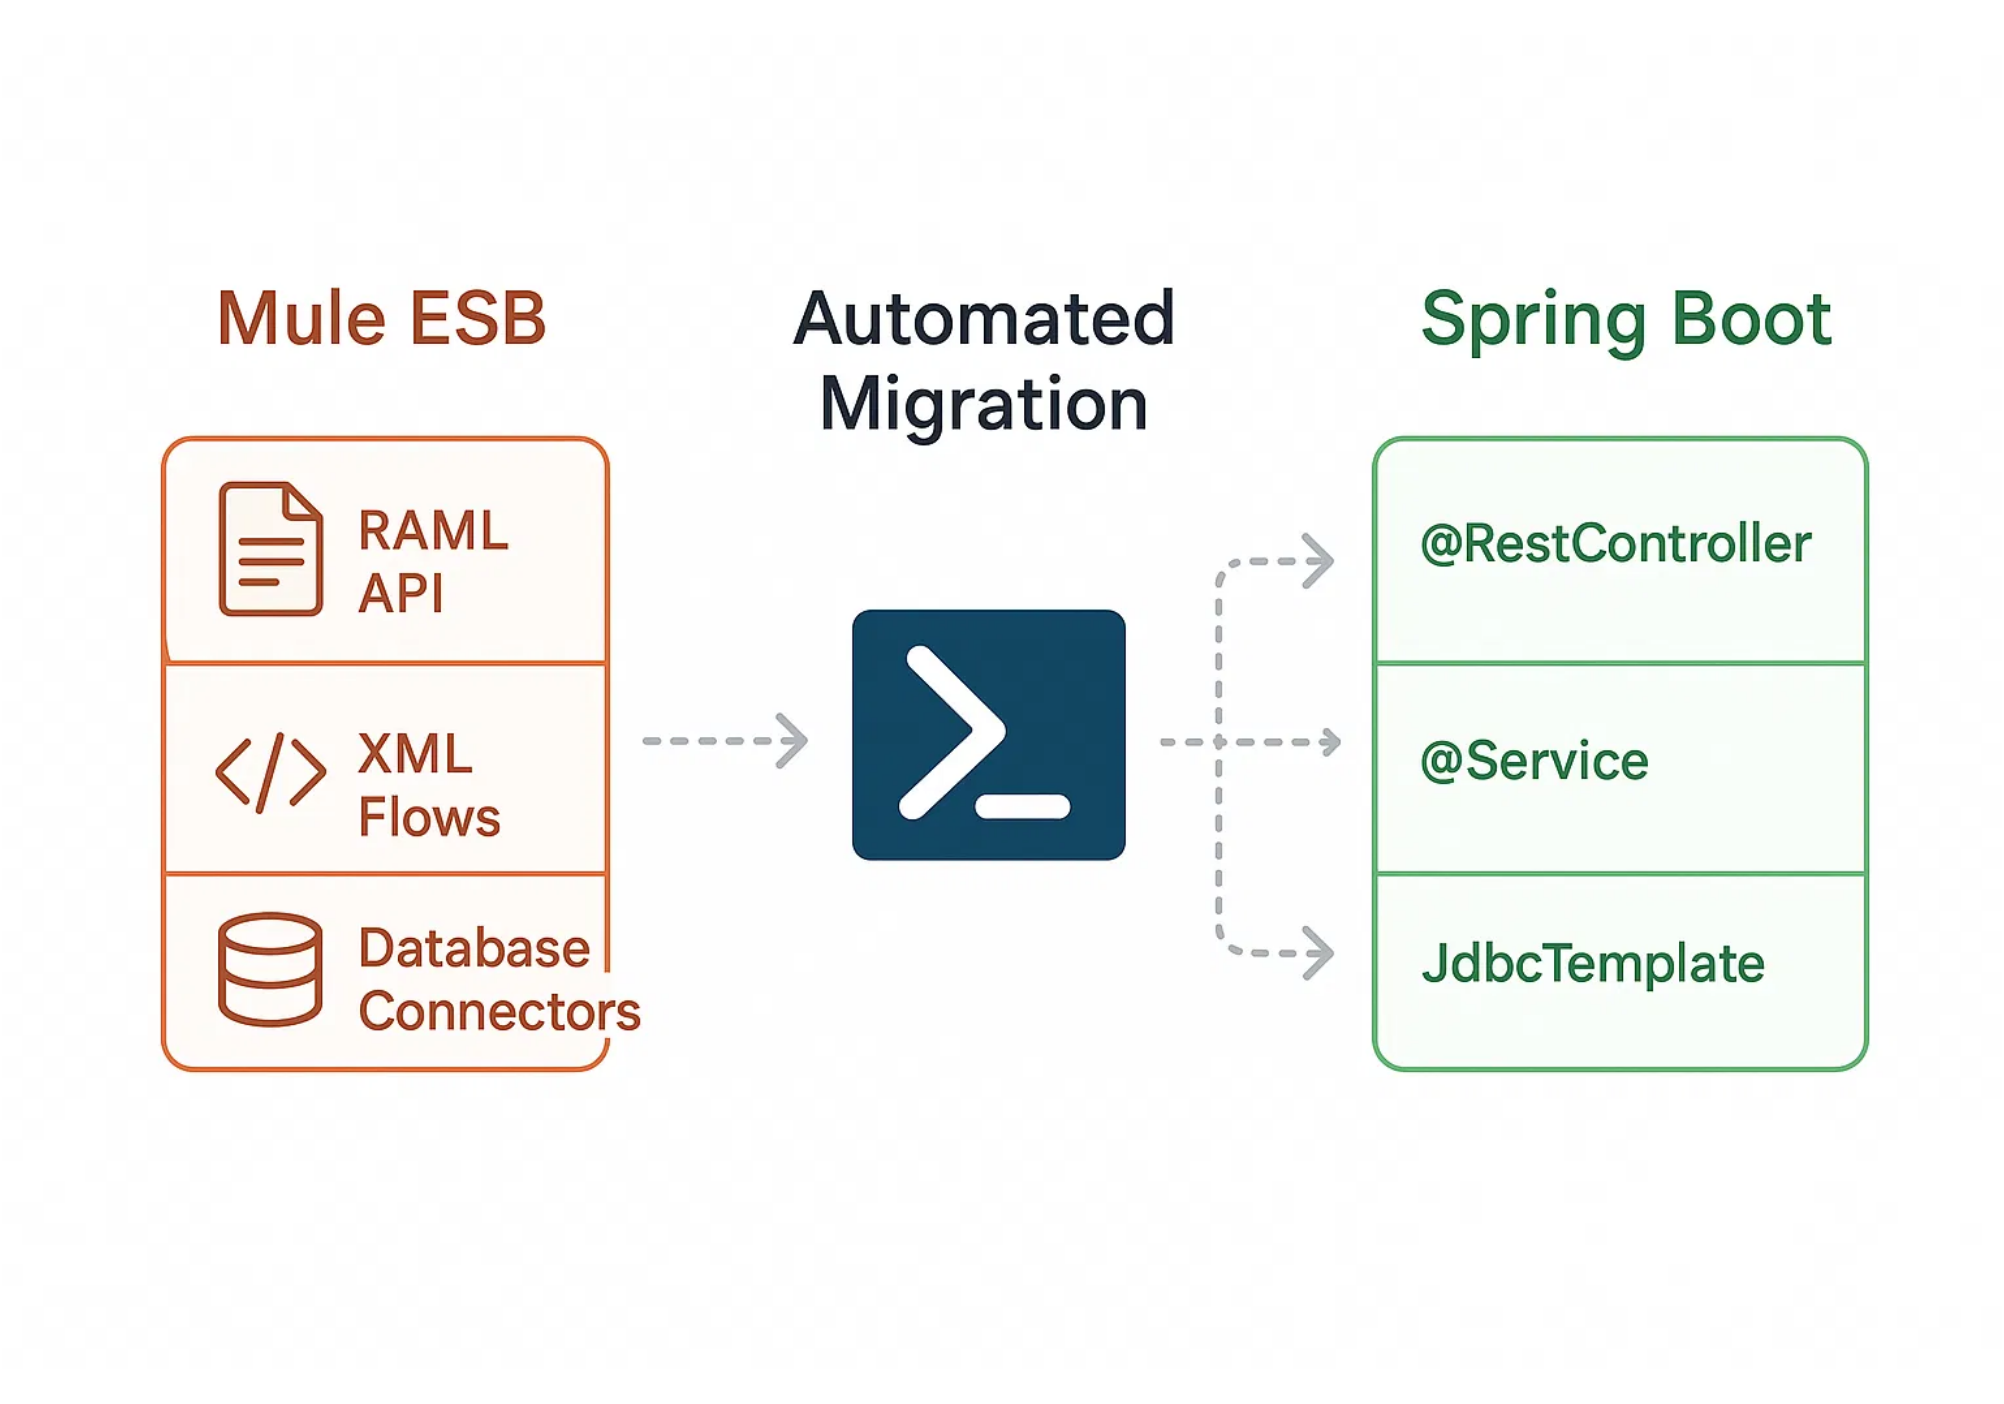 Mule ESB
RAML
API
XML
Flows
Database
Connectors
Automated
Migration
Spring Boot
@RestController
@Service
JdbcTemplate